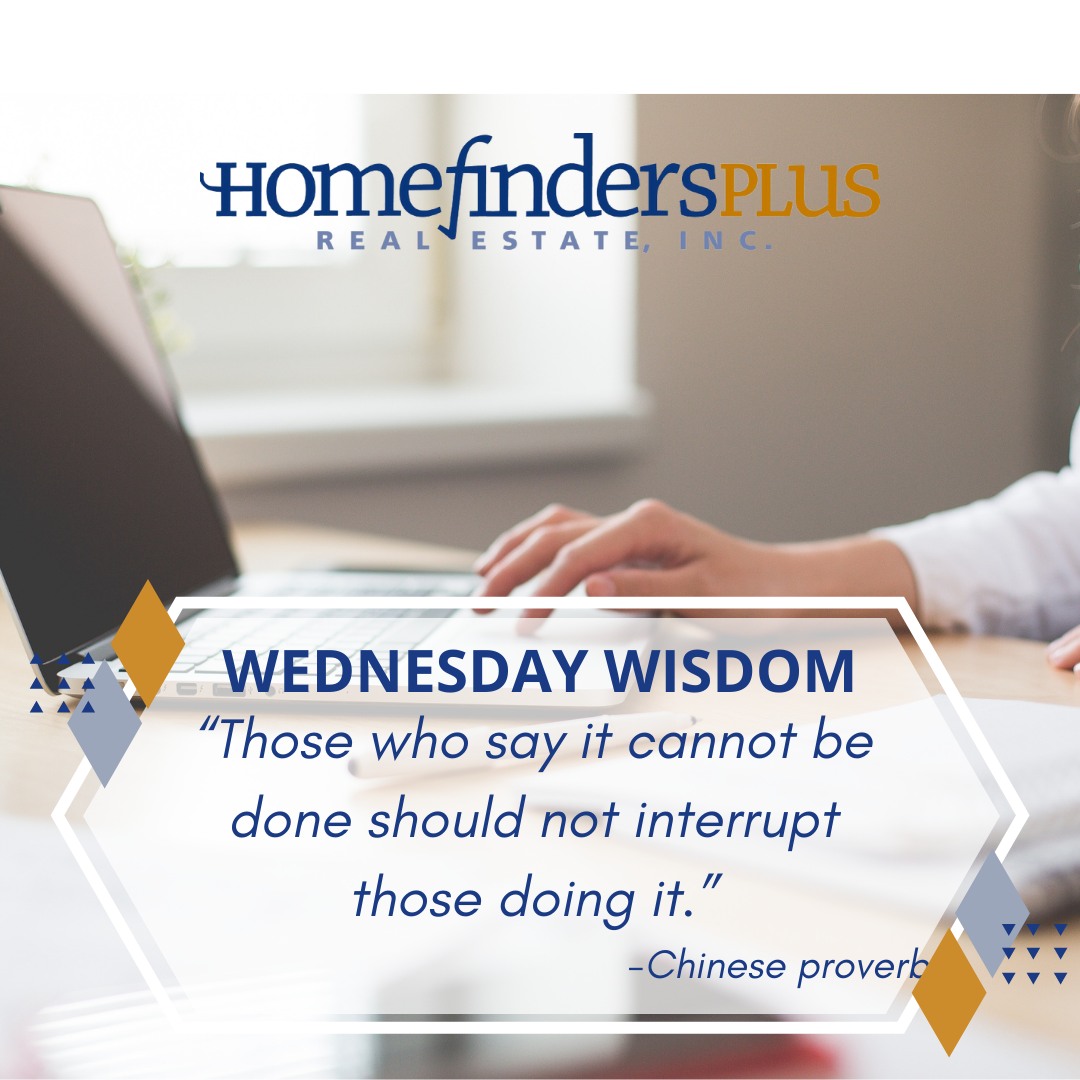 HomefindersPLUS
REAL ESTATE, INC.
WEDNESDAY WISDOM
“Those who say it cannot be
done should not interrupt
those doing it.”
-Chinese proverb